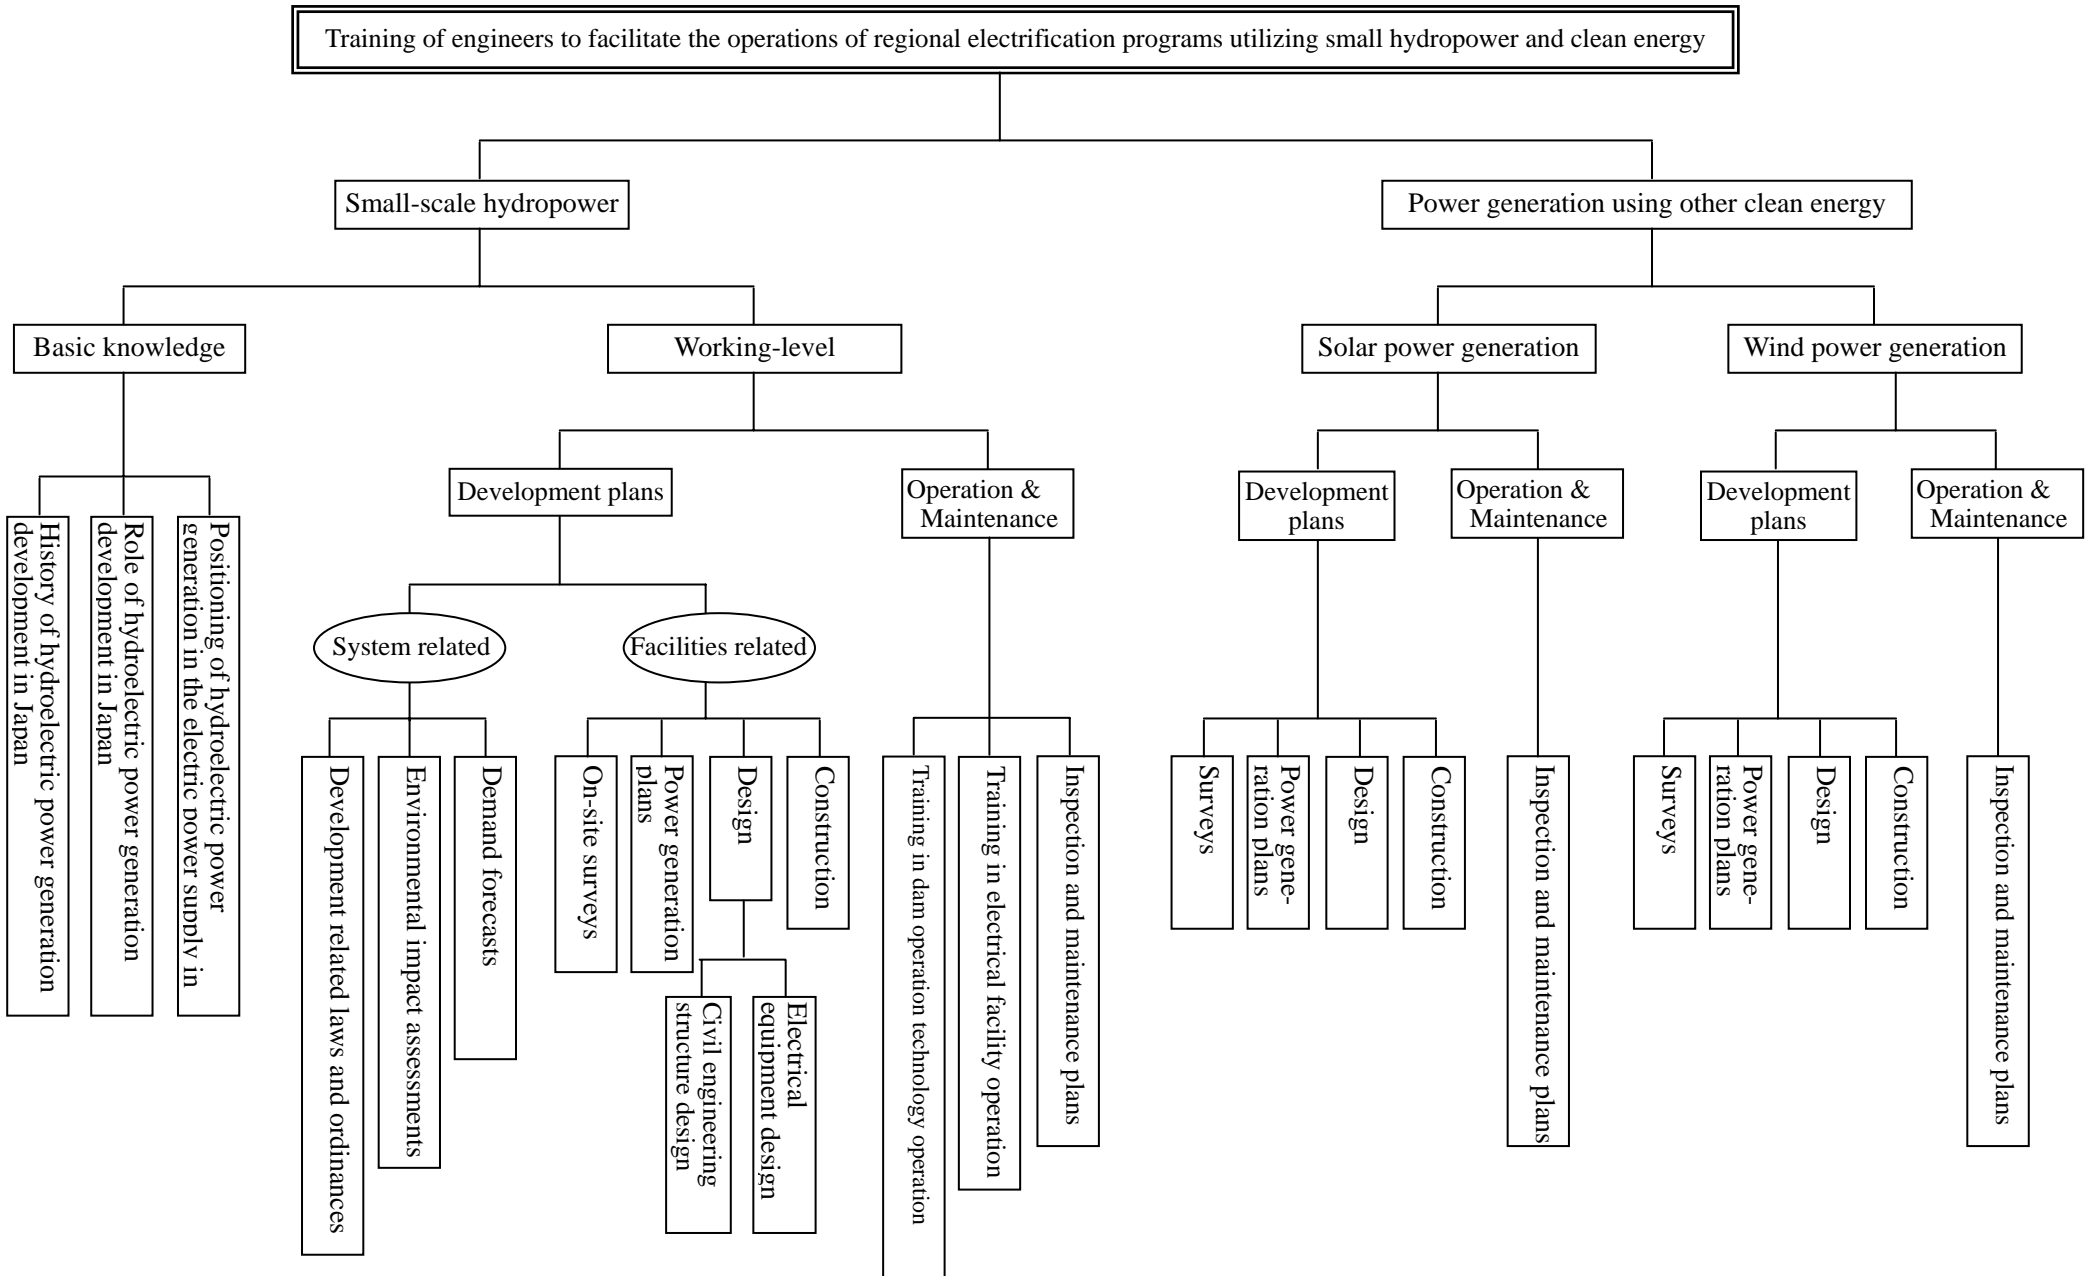 Training of engineers to facilitate the operations of regional electrification programs utilizing small hydropower and clean energy
Small-scale hydropower
Power generation using other clean energy
Basic knowledge
Working-level
Solar power generation
Wind power generation
Development plans
Operation &
Maintenance
Development
plans
Operation &
Maintenance
Development
plans
Operation &
Maintenance
History of hydroelectric power generation
development in Japan
Role of hydroelectric power generation
development in Japan
Positioning of hydroelectric power
generation in the electric power supply in
System related
Facilities related
Development related laws and ordinances
Environmental impact assessments
Demand forecasts
On-site surveys
Power generation
plans
Design
Construction
Civil engineering
structure design
Electrical
equipment design
Training in dam operation technology operation
Training in electrical facility operation
Inspection and maintenance plans
Surveys
Power gene-
ration plans
Design
Construction
Inspection and maintenance plans
Surveys
Power gene-
ration plans
Design
Construction
Inspection and maintenance plans